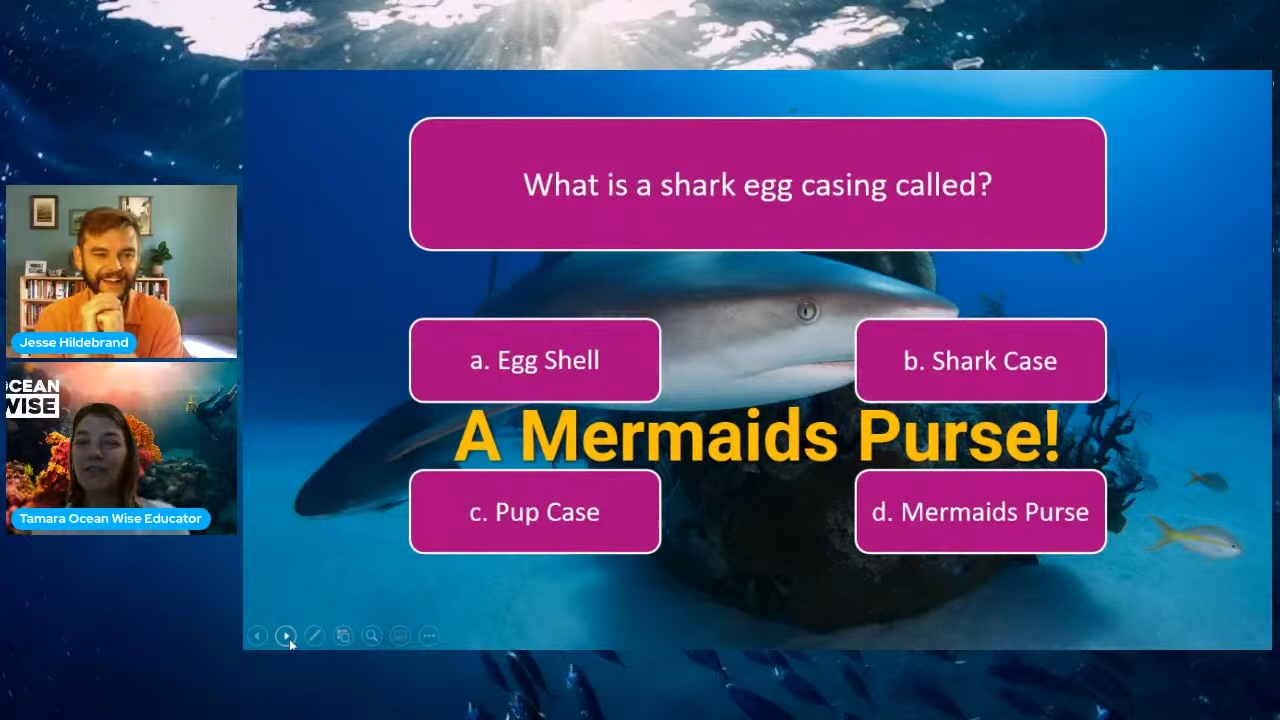 What is a shark egg casing called?
a. Egg Shell
b. Shark Case
A Mermaids Purse!
c. Pup Case
d. Mermaids Purse
Jesse Hildebrand
OCEAN
WISE
Tamara Ocean Wise Educator